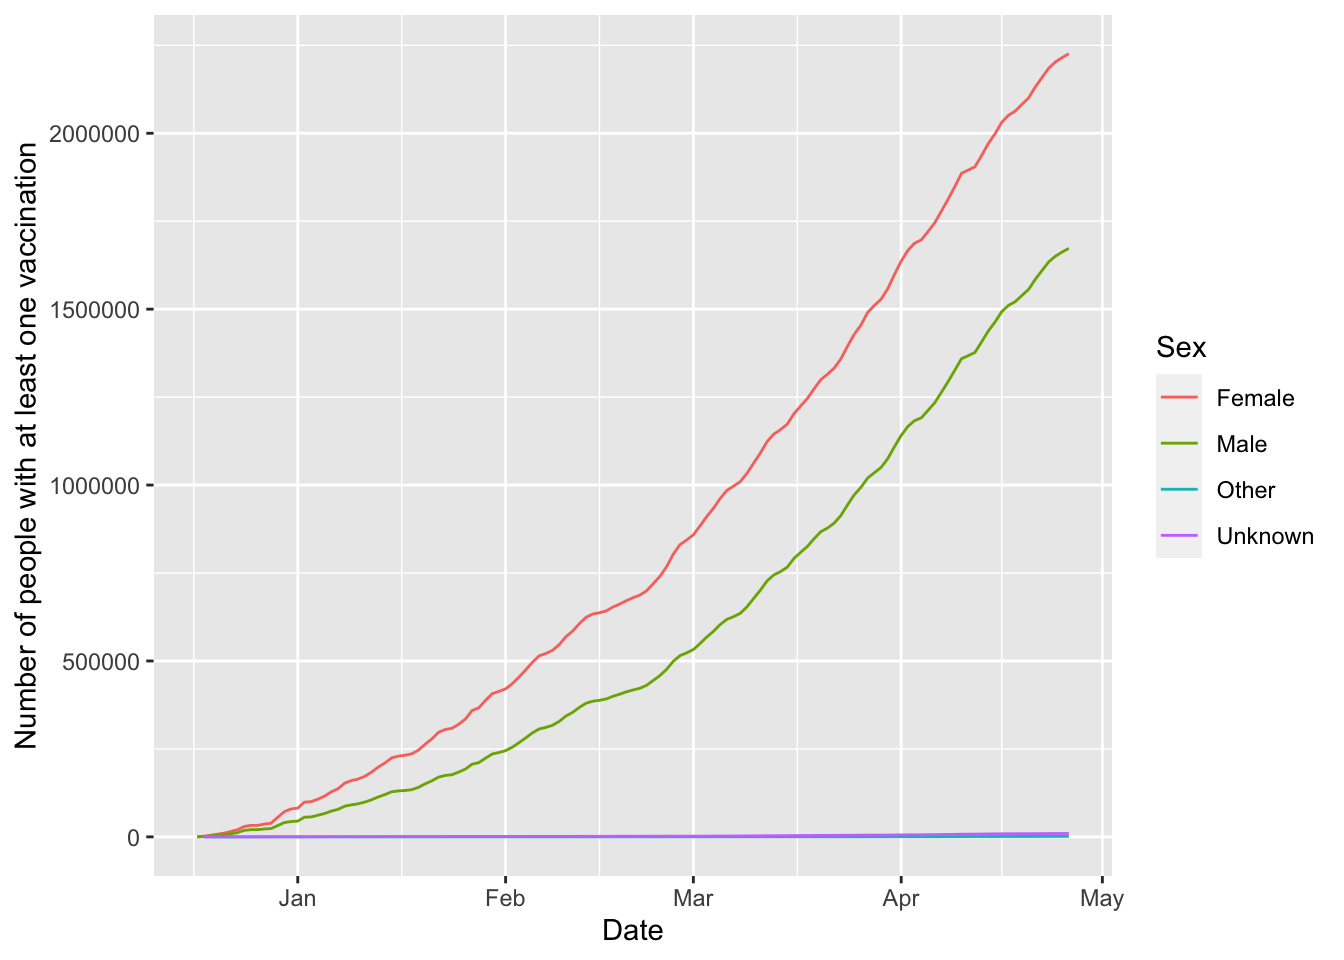 Number of people with at least one vaccination
2000000
1500000
1000000
500000
0
Jan
Feb
Mar
Apr
May
Date
Sex
Female
Male
Other
Unknown